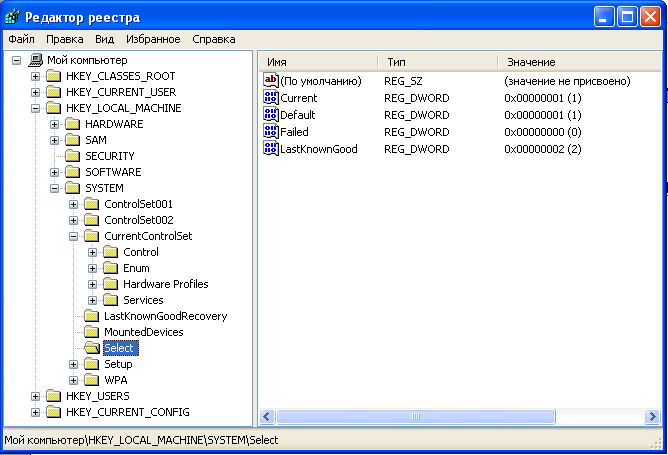 Редактор реестра
Файл Правка Вид Избранное Справка
Мой компьютер
HKEY_CLASSES_ROOT
HKEY_CURRENT_USER
HKEY_LOCAL_MACHINE
HARDWARE
SAM
SECURITY
SOFTWARE
SYSTEM
ControlSet001
ControlSet002
CurrentControlSet
Control
Enum
Hardware Profiles
Services
LastKnownGoodRecovery
MountedDevices
Select
Setup
WPA
HKEY_USERS
HKEY_CURRENT_CONFIG
Имя Тип Значение
(По умолчанию) REG_SZ (значение не присвоено)
Current REG_DWORD 0x00000001 (1)
Default REG_DWORD 0x00000001 (1)
Failed REG_DWORD 0x00000000 (0)
LastKnownGood REG_DWORD 0x00000002 (2)
Мой компьютер\HKEY_LOCAL_MACHINE\SYSTEM\Select